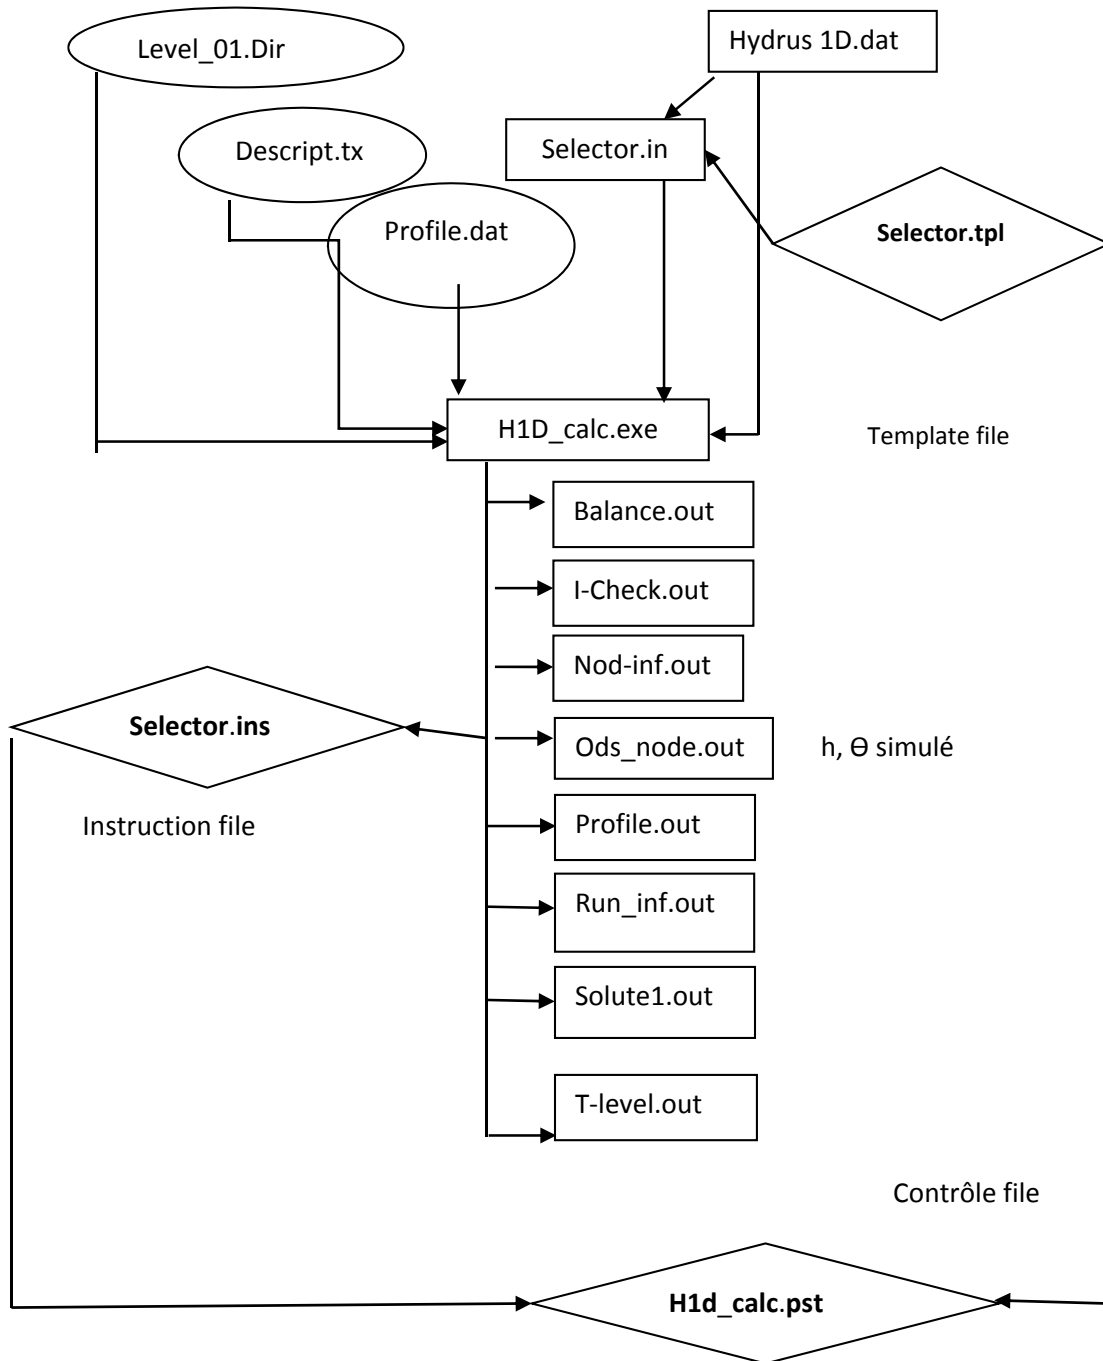 Level_01.Dir
Hydrus 1D.dat
Descript.tx
Selector.in
Profile.dat
Selector.tpl
H1D_calc.exe
Template file
Balance.out
I-Check.out
Nod-inf.out
Selector.ins
Ods_node.out
h, Θ simulé
Instruction file
Profile.out
Run_inf.out
Solute1.out
T-level.out
Contrôle file
H1d_calc.pst